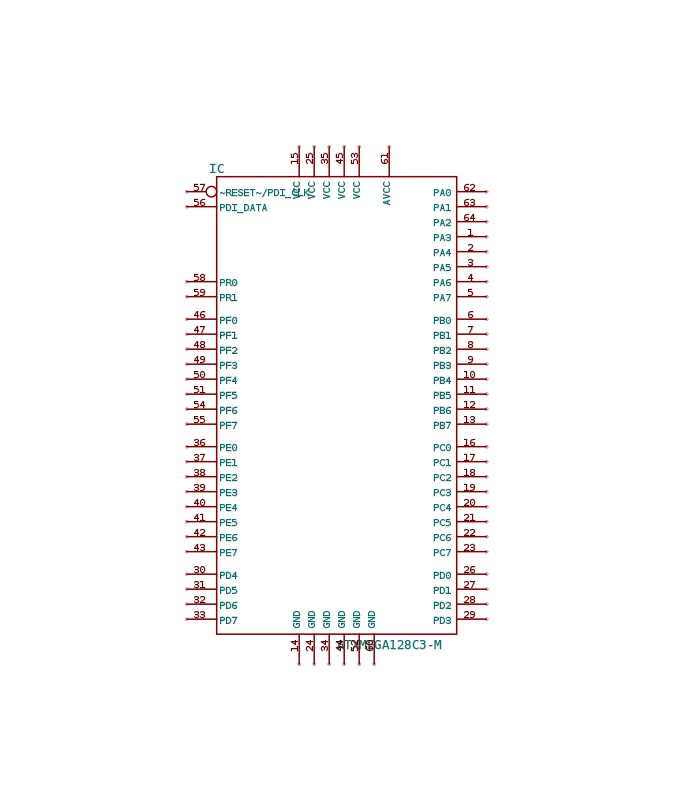 15 25 35 45 53 61
IC
57 ~RESET~/PDI_CLK VCC VCC VCC VCC VCC AVCC PA0 62
56 PDI_DATA PA1 63
PA2 64
PA3 1
PA4 2
PA5 3
58 PR0 PA6 4
59 PR1 PA7 5
46 PF0 PB0 6
47 PF1 PB1 7
48 PF2 PB2 8
49 PF3 PB3 9
50 PF4 PB4 10
51 PF5 PB5 11
54 PF6 PB6 12
55 PF7 PB7 13
36 PE0 PC0 16
37 PE1 PC1 17
38 PE2 PC2 18
39 PE3 PC3 19
40 PE4 PC4 20
41 PE5 PC5 21
42 PE6 PC6 22
43 PE7 PC7 23
30 PD4 PD0 26
31 PD5 PD1 27
32 PD6 PD2 28
33 PD7 GND GND GND GND GND GND PD3 29
14 24 34 44 52 60 ATXMEGA128C3-M